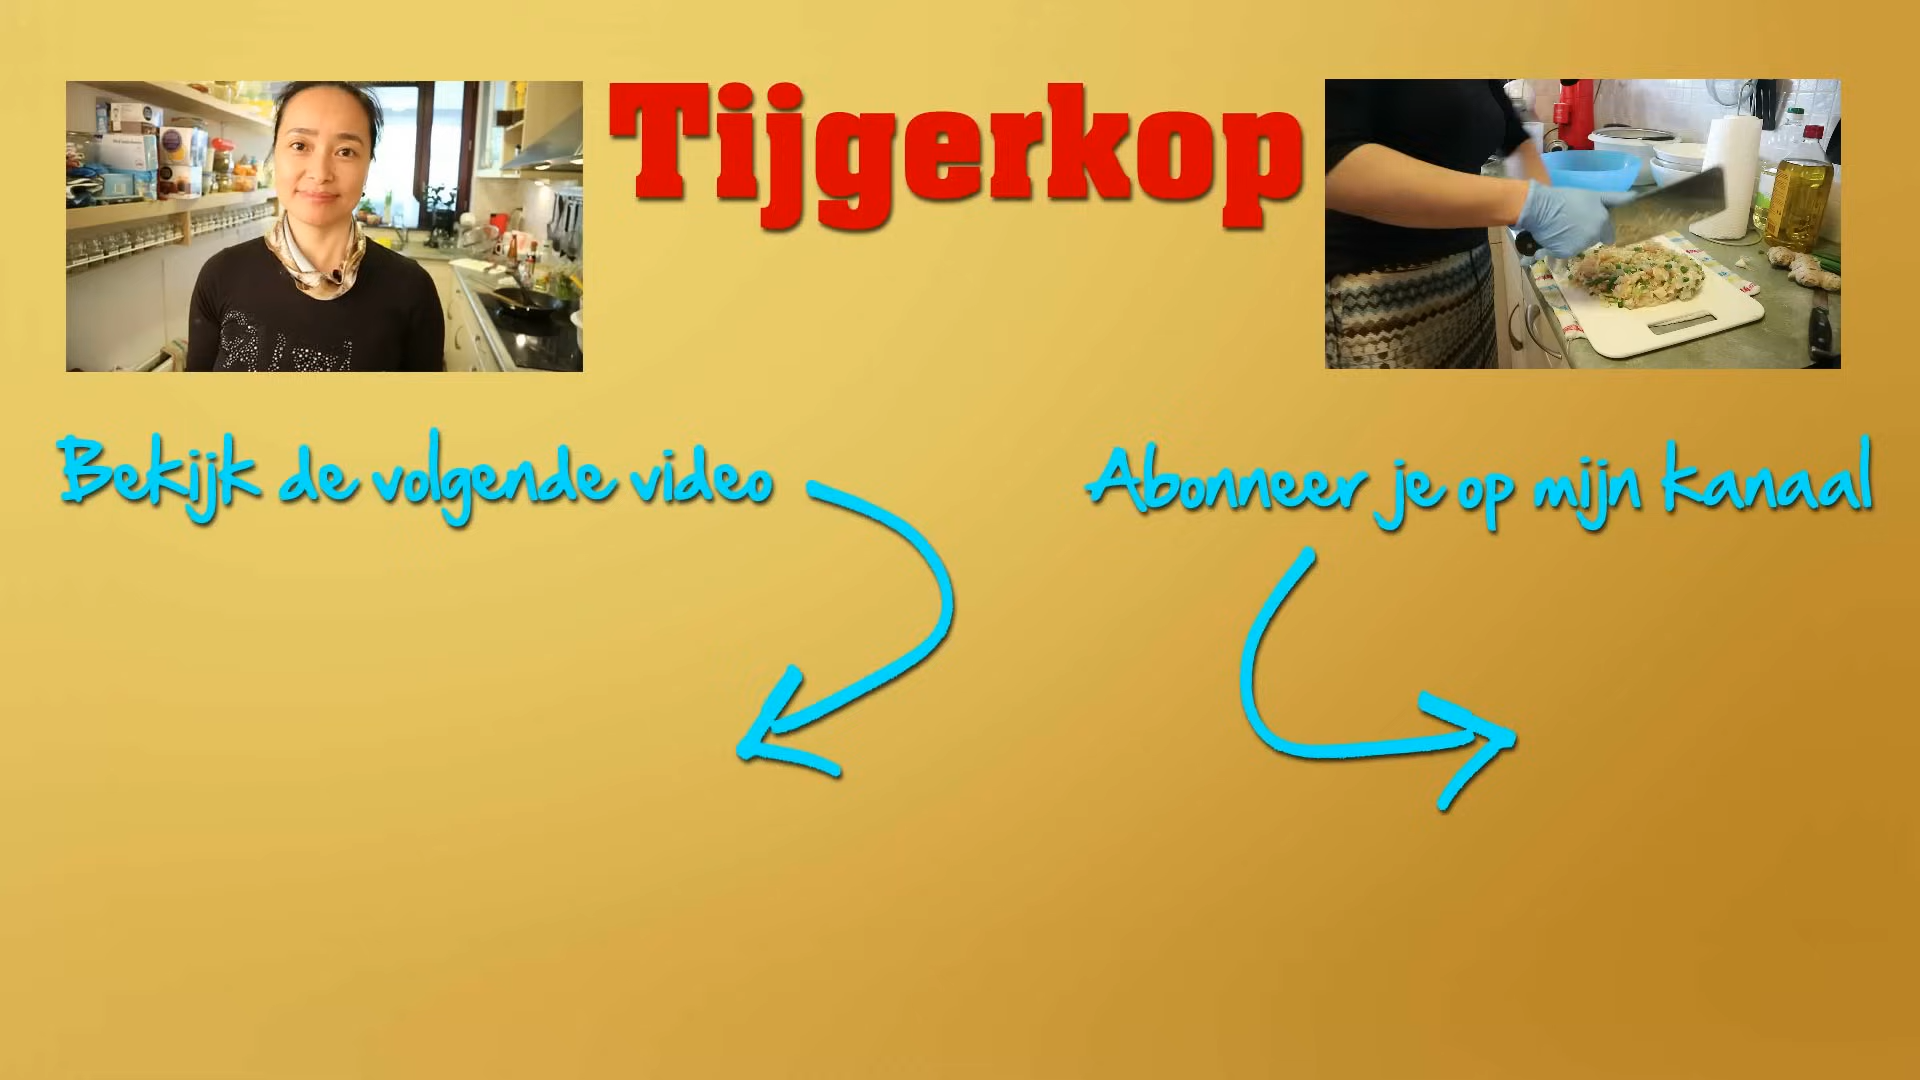 Tijgerkop
Bekijk de volgende video
Abonneer je op mijn kanaal